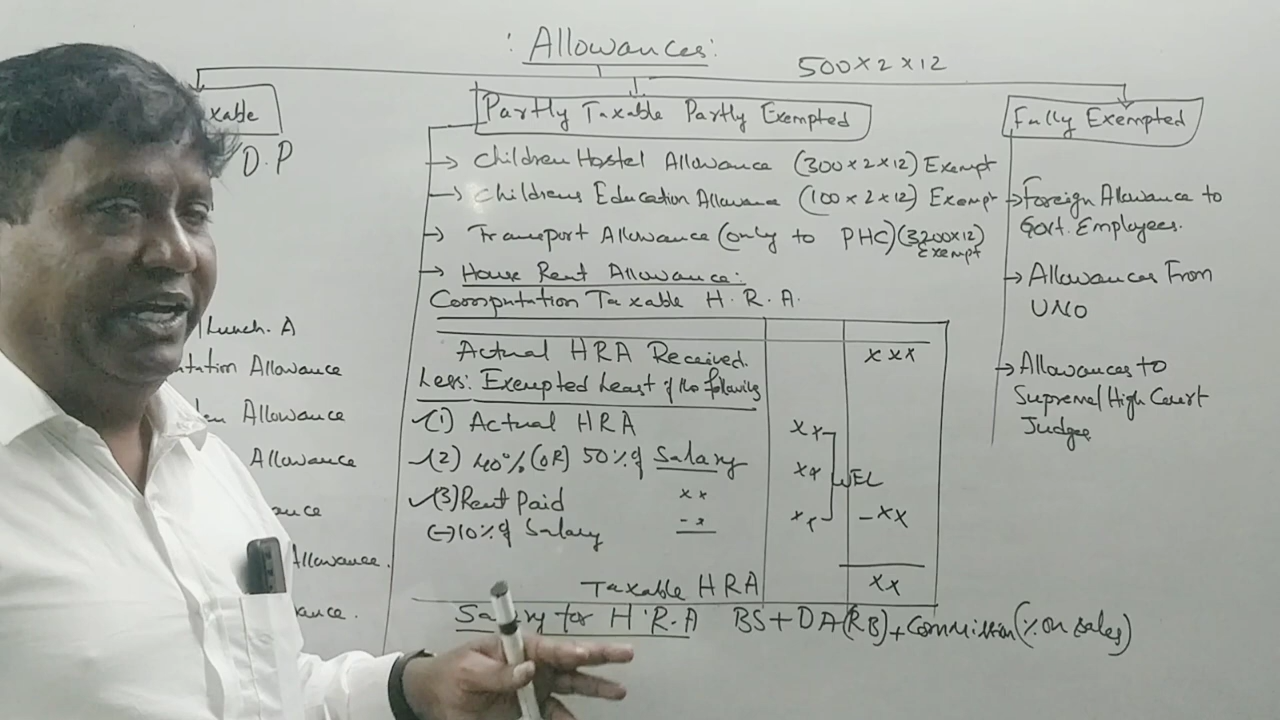 : Allowances:
500×2×12
xable
D.P
Lunch. A
tation Allowance
Allowance
Allowance
ance
Allowance.
ance.
Partly Taxable Partly Exempted
→ Children Hostel Allowance (300×2×12) Exempt
→ Childrens Education Allowance (100×2×12) Exempt
→ Transport Allowance (only to PHC) (3200×12) Exempt
→ House Rent Allowance:
Computation Taxable H.R.A.
Actual HRA Received. xxx
Less: Exempted Least of the following
(1) Actual HRA xx
(2) 40% (OR) 50% of Salary xx EL
(3) Rent Paid xx xx -xx
(-) 10% of Salary -x
Taxable HRA xx
Salary for H.R.A BS+DA(RB)+Commission(% on sales)
Fully Exempted
→ Foreign Allowance to
Govt. Employees.
→ Allowances From
UNO
→ Allowances to
Supreme/High Court
Judges